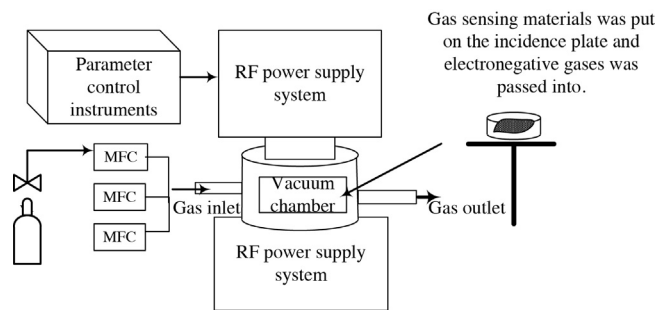 Gas sensing materials was put
on the incidence plate and
electronegative gases was
passed into.
Parameter
control
instruments
RF power supply
system
MFC
MFC
MFC
Gas inlet
Vacuum
chamber
Gas outlet
RF power supply
system